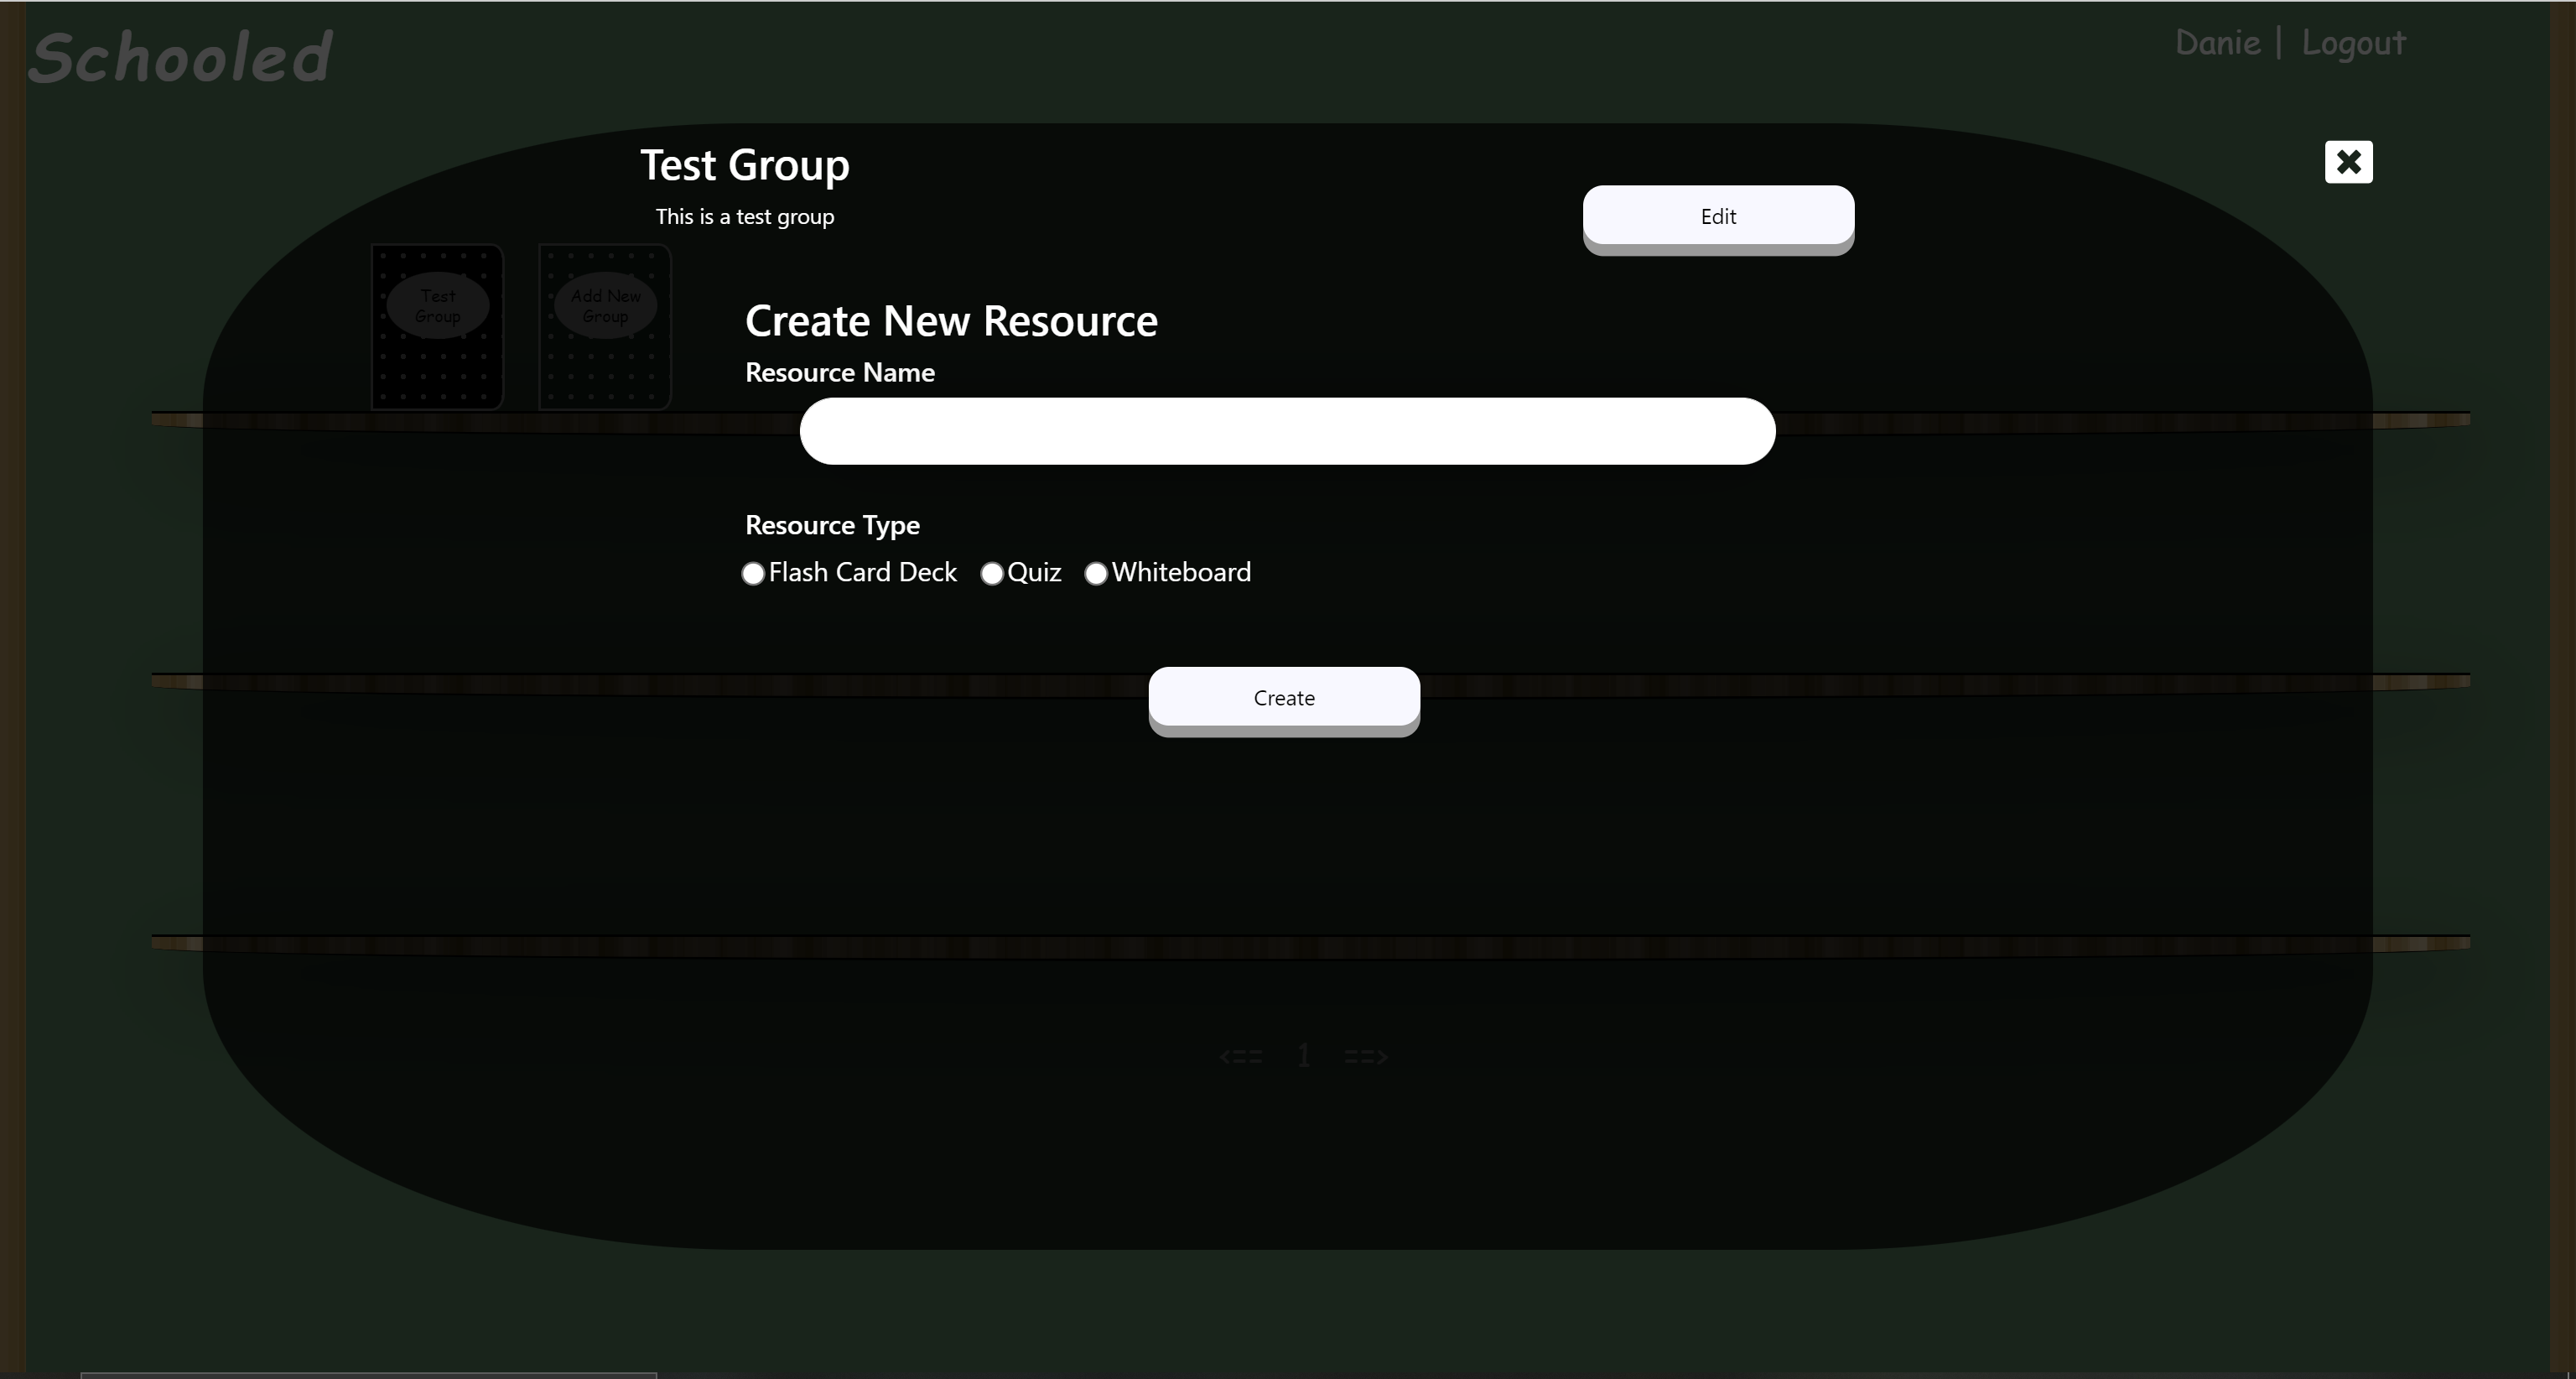 Schooled
Danie | Logout
Test Group
This is a test group
Edit
Test
Group
Add New
Group
Create New Resource
Resource Name
Resource Type
Flash Card Deck Quiz Whiteboard
Create
<== 1 ==>